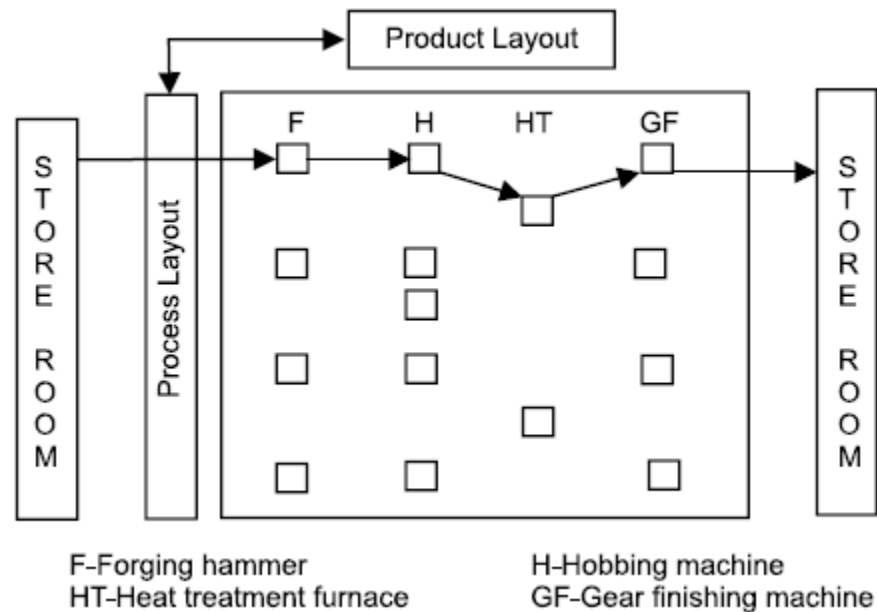 Product Layout
F H HT GF
STORE ROOM
Process Layout
STORE ROOM
F-Forging hammer H-Hobbing machine
HT-Heat treatment furnace GF-Gear finishing machine